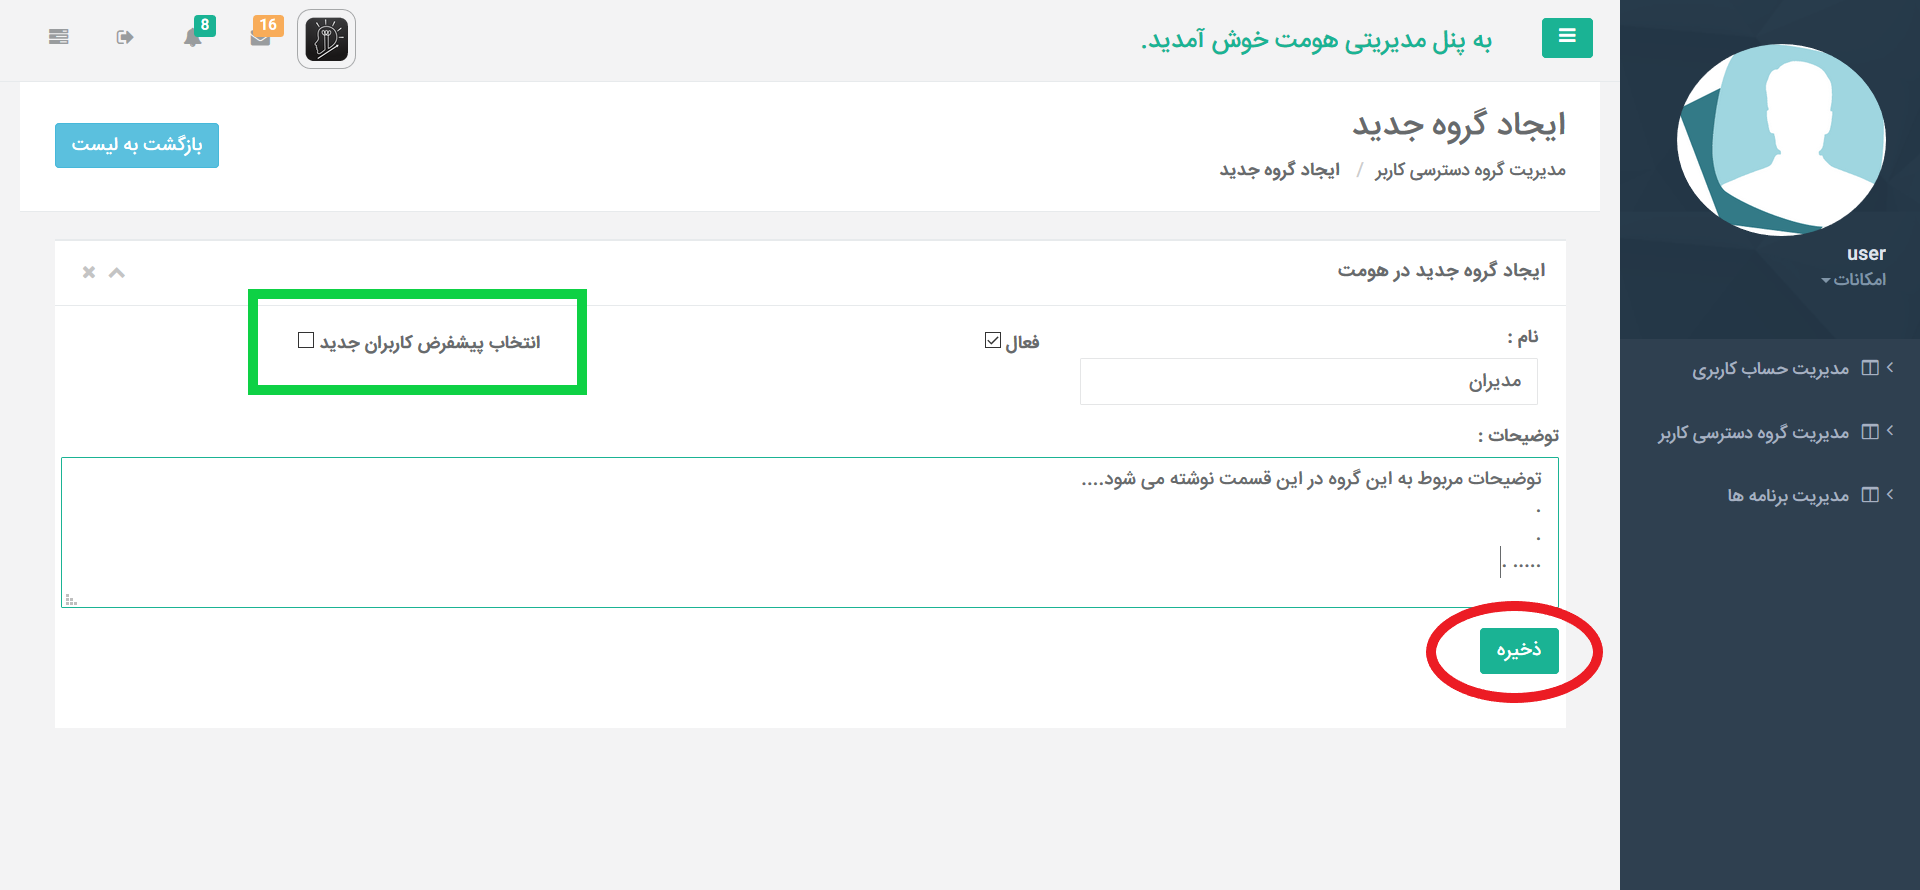 به پنل مدیریتی هومت خوش آمدید.
16
8
ایجاد گروه جدید
مدیریت گروه دسترسی کاربر / ایجاد گروه جدید
بازگشت به لیست
user
امکانات
مدیریت حساب کاربری
مدیریت گروه دسترسی کاربر
مدیریت برنامه ها
ایجاد گروه جدید در هومت
نام :
فعال
انتخاب پیشفرض کاربران جدید
مدیران
توضیحات :
توضیحات مربوط به این گروه در این قسمت نوشته می شود....
.
.
..... .
ذخیره